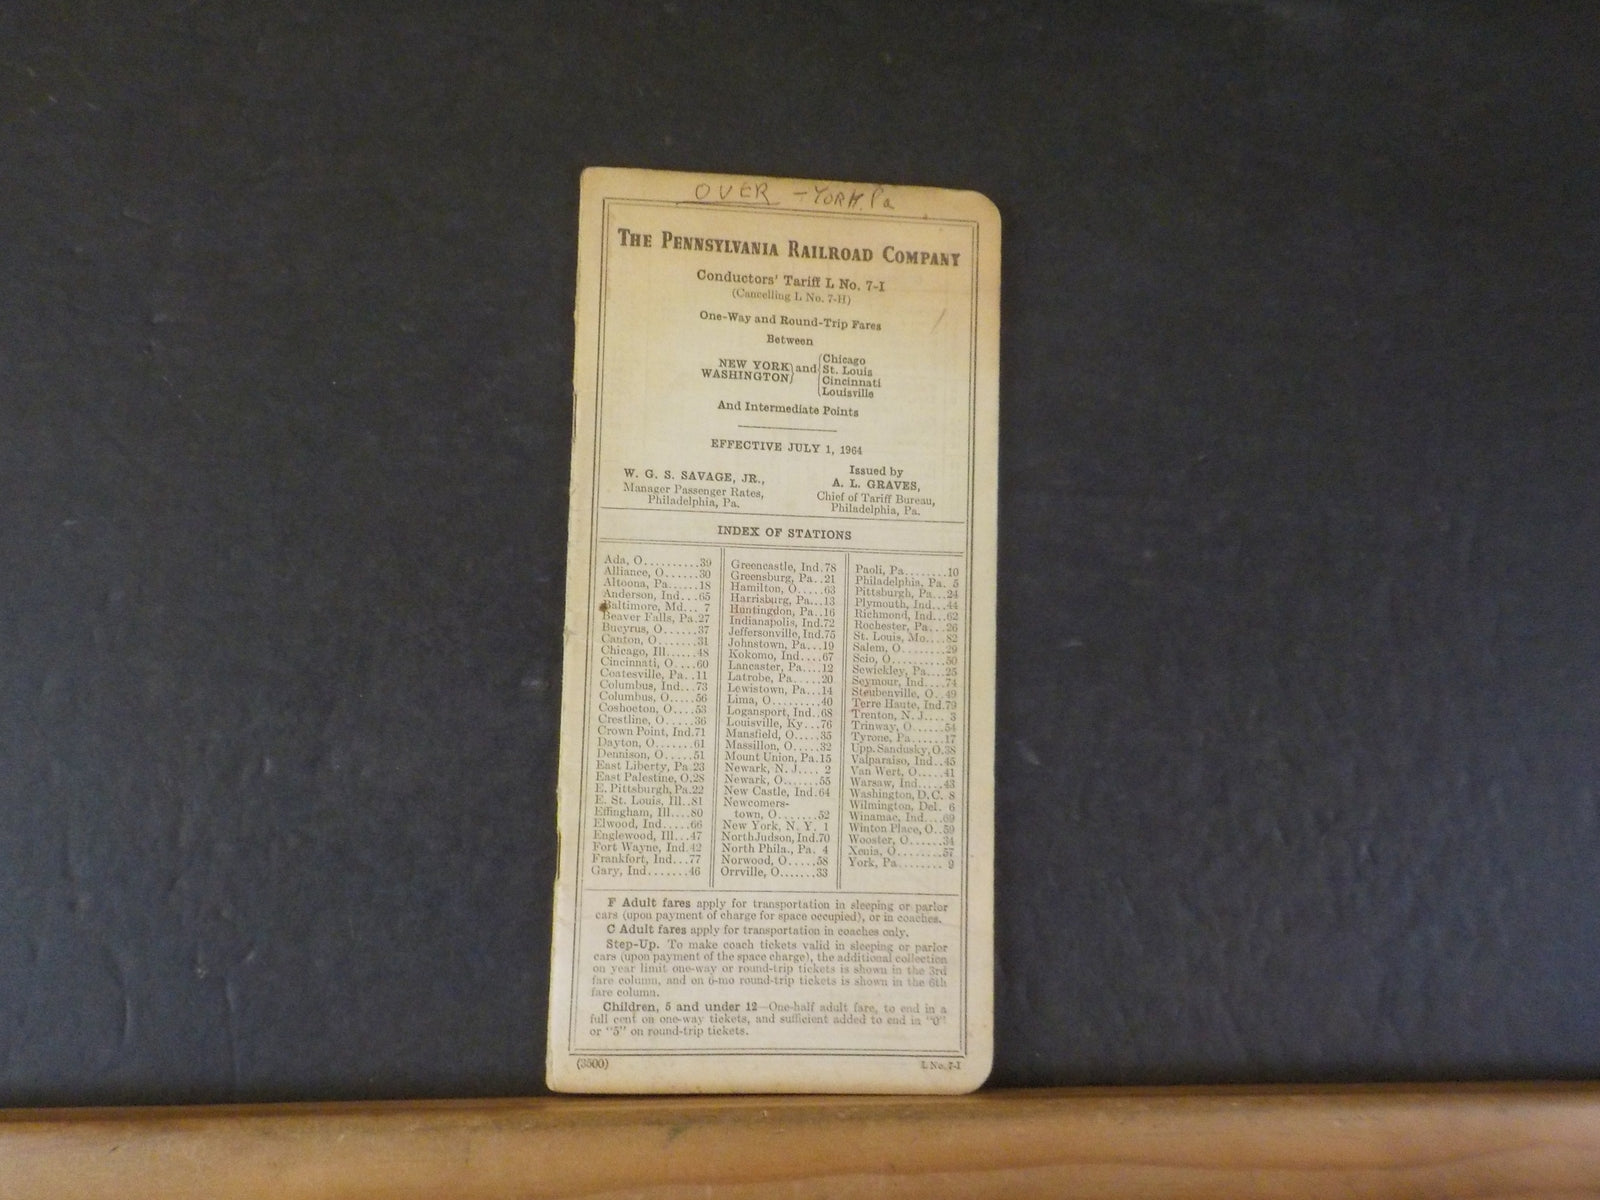 OVER - YORK. Pa
THE PENNSYLVANIA RAILROAD COMPANY
Conductors' Tariff L No. 7-I
(Cancelling L No. 7-H)
One-Way and Round-Trip Fares
Between
NEW YORK
WASHINGTON
and
Chicago
St. Louis
Cincinnati
Louisville
And Intermediate Points
EFFECTIVE JULY 1, 1964
W. G. S. SAVAGE, JR.,
Manager Passenger Rates,
Philadelphia, Pa.
Issued by
A. L. GRAVES,
Chief of Tariff Bureau,
Philadelphia, Pa.
INDEX OF STATIONS
Ada, O..........39
Alliance, O......30
Altoona, Pa......18
Anderson, Ind...65
Baltimore, Md... 7
Beaver Falls, Pa.27
Bucyrus, O......37
Canton, O.......31
Chicago, Ill......48
Cincinnati, O....60
Coatesville, Pa..11
Columbus, Ind...73
Columbus, O.....56
Coshocton, O....53
Crestline, O.....36
Crown Point, Ind.71
Dayton, O.......61
Dennison, O.....51
East Liberty, Pa.23
East Palestine, O.28
E. Pittsburgh, Pa.22
E. St. Louis, Ill..81
Effingham, Ill....80
Elwood, Ind.....66
Englewood, Ill...47
Fort Wayne, Ind.42
Frankfort, Ind...77
Gary, Ind.......46
Greencastle, Ind.78
Greensburg, Pa..21
Hamilton, O.....63
Harrisburg, Pa...13
Huntingdon, Pa..16
Indianapolis, Ind.72
Jeffersonville, Ind.75
Johnstown, Pa...19
Kokomo, Ind....67
Lancaster, Pa....12
Latrobe, Pa.....20
Lewistown, Pa...14
Lima, O.........40
Logansport, Ind..68
Louisville, Ky...76
Mansfield, O.....35
Massillon, O.....32
Mount Union, Pa.15
Newark, N. J.... 2
Newark, O......55
New Castle, Ind.64
Newcomers-
town, O.......52
New York, N. Y. 1
North Judson, Ind.70
North Phila., Pa. 4
Norwood, O.....58
Orrville, O.......33
Paoli, Pa........10
Philadelphia, Pa. 5
Pittsburgh, Pa...24
Plymouth, Ind...44
Richmond, Ind...62
Rochester, Pa...26
St. Louis, Mo....82
Salem, O........29
Scio, O..........50
Sewickley, Pa....25
Seymour, Ind....74
Steubenville, O..49
Terre Haute, Ind.79
Trenton, N. J.... 3
Trinway, O......54
Tyrone, Pa......17
Upp. Sandusky, O.38
Valparaiso, Ind..45
Van Wert, O.....41
Warsaw, Ind.....43
Washington, D.C. 8
Wilmington, Del. 6
Winamac, Ind....69
Winton Place, O..59
Wooster, O......34
Xenia, O........57
York, Pa......... 9
F Adult fares apply for transportation in sleeping or parlor
cars (upon payment of charge for space occupied), or in coaches.
C Adult fares apply for transportation in coaches only.
Step-Up. To make coach tickets valid in sleeping or parlor
cars (upon payment of the space charge), the additional collection
on year limit one-way or round-trip tickets is shown in the 3rd
fare column, and on 6-mo round-trip tickets is shown in the 6th
fare column.
Children, 5 and under 12—One-half adult fare, to end in a
full cent on one-way tickets, and sufficient added to end in "0"
or "5" on round-trip tickets.
(3500)
L No. 7-I